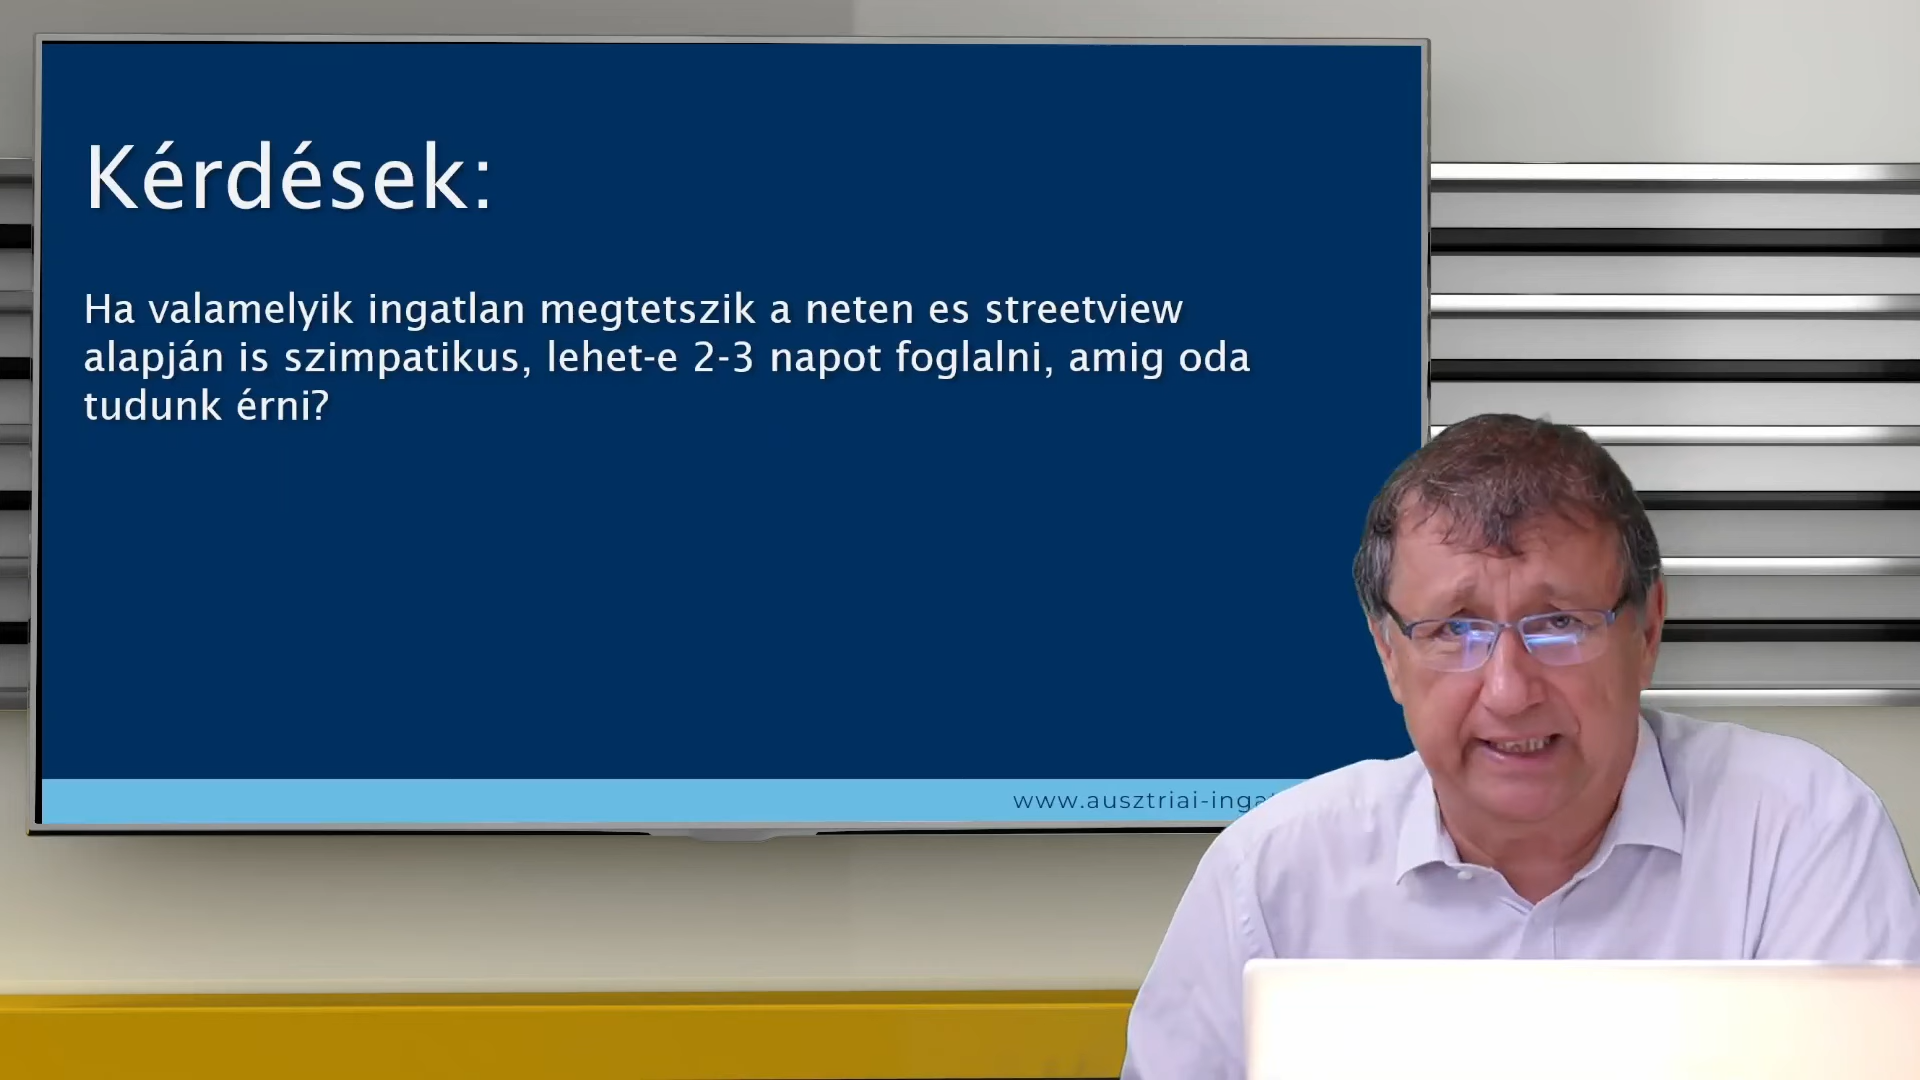 Kérdések:
Ha valamelyik ingatlan megtetszik a neten es streetview
alapján is szimpatikus, lehet-e 2-3 napot foglalni, amig oda
tudunk érni?
www.ausztriai-inga